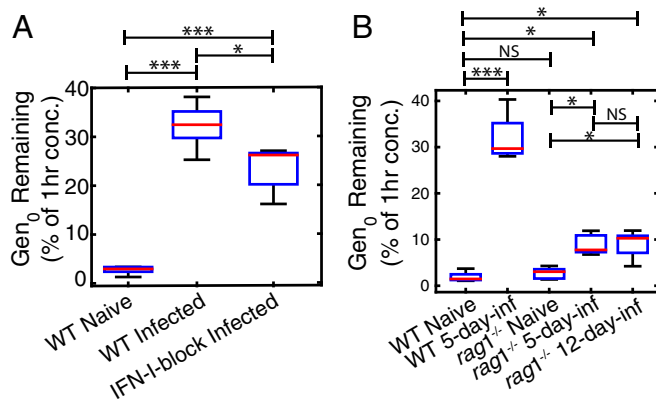 A
***
***
*
Gen₀ Remaining
(% of 1hr conc.)
40
30
20
10
0
WT Naive
WT Infected
IFN-I-block Infected
B
*
*
NS
***
*
NS
*
Gen₀ Remaining
(% of 1hr conc.)
40
30
20
10
0
WT Naive
WT 5-day-inf
rag1⁻/⁻ Naive
rag1⁻/⁻ 5-day-inf
rag1⁻/⁻ 12-day-inf